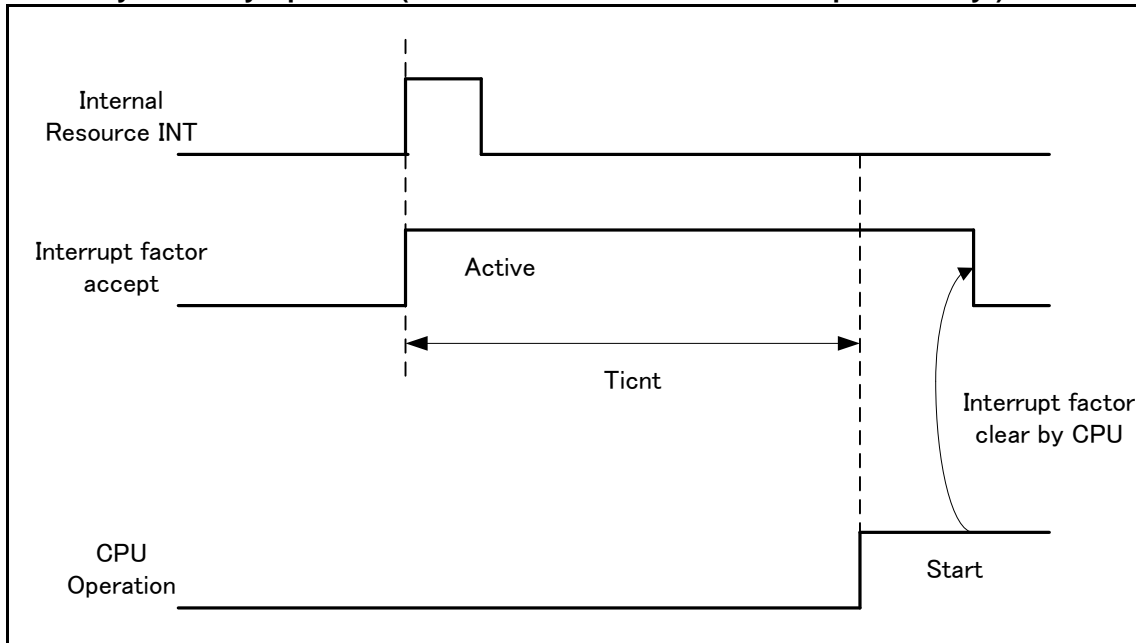 Internal
Resource INT
Interrupt factor
accept
Active
Ticnt
Interrupt factor
clear by CPU
CPU
Operation
Start